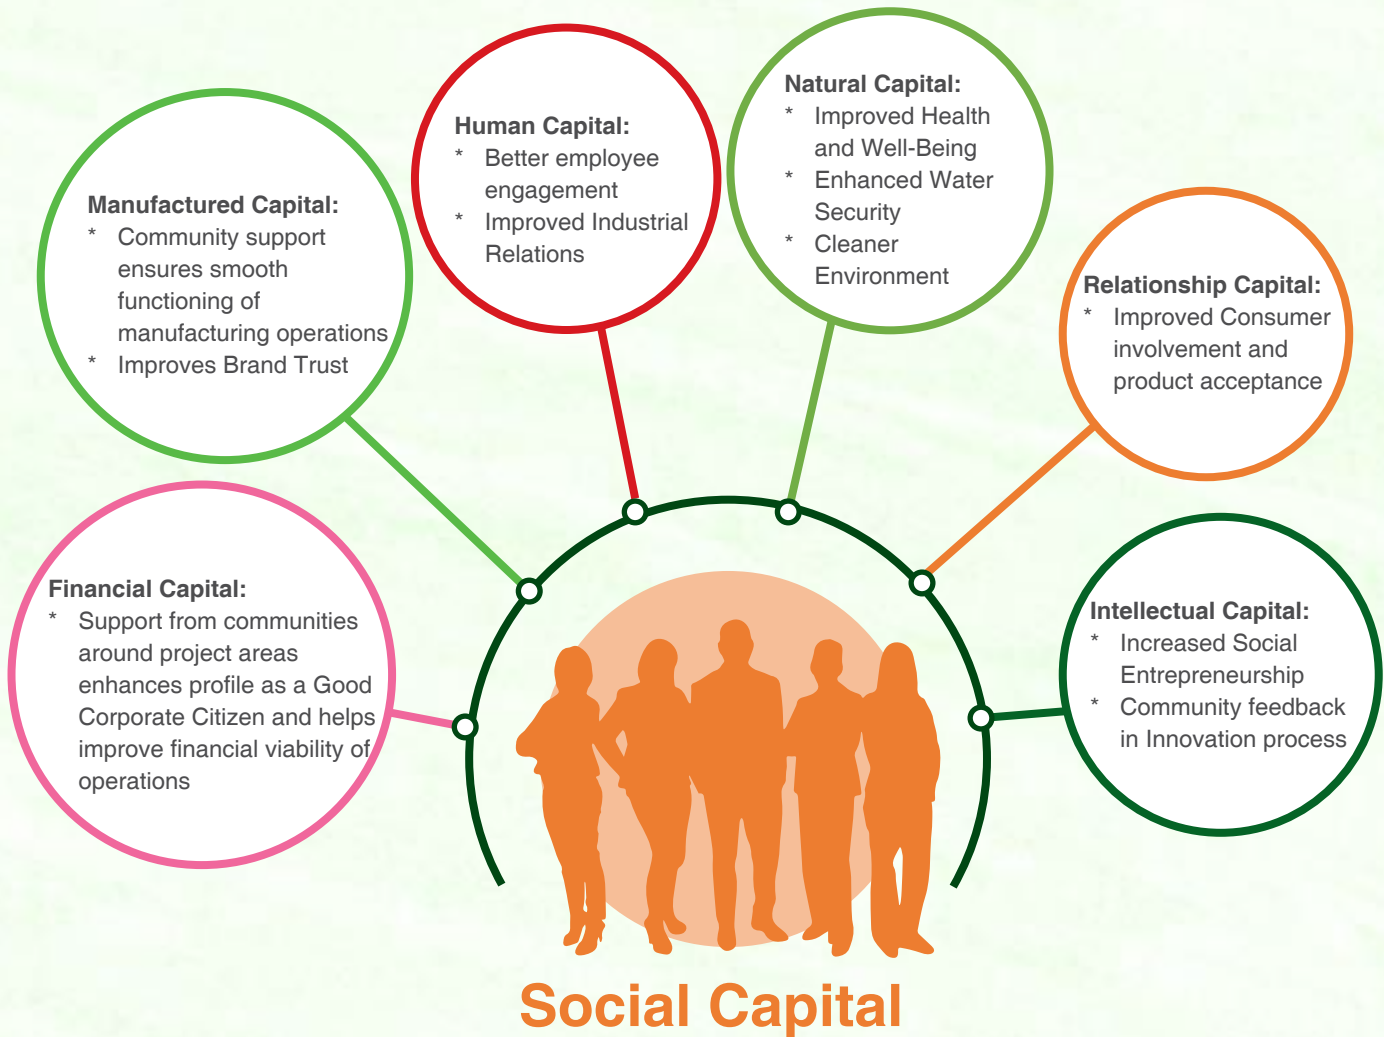 Natural Capital:
* Improved Health
and Well-Being
* Enhanced Water
Security
* Cleaner
Environment
Human Capital:
* Better employee
engagement
* Improved Industrial
Relations
Manufactured Capital:
* Community support
ensures smooth
functioning of
manufacturing operations
* Improves Brand Trust
Relationship Capital:
* Improved Consumer
involvement and
product acceptance
Financial Capital:
* Support from communities
around project areas
enhances profile as a Good
Corporate Citizen and helps
improve financial viability of
operations
Intellectual Capital:
* Increased Social
Entrepreneurship
* Community feedback
in Innovation process
Social Capital